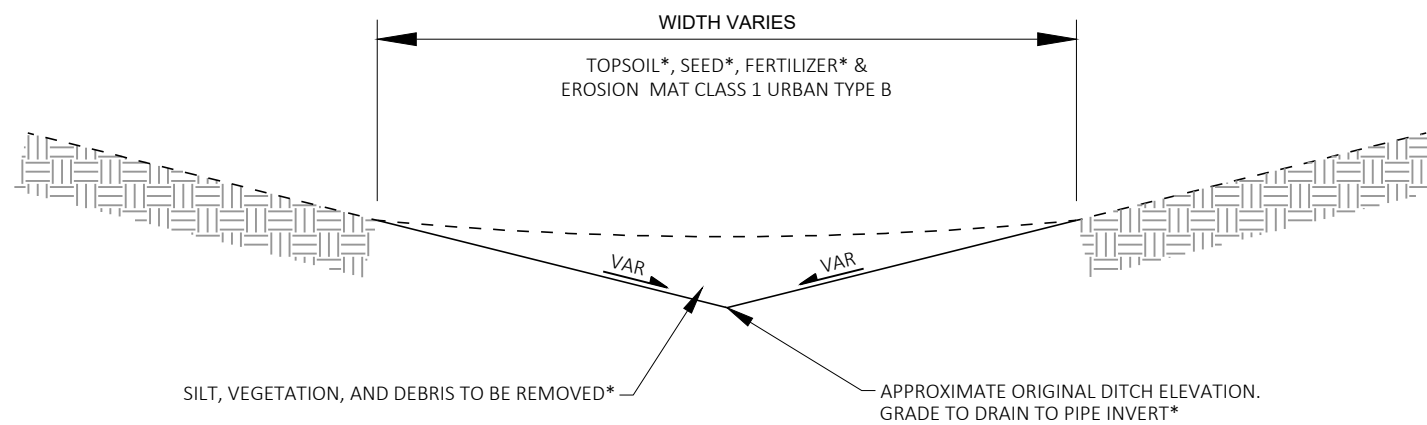 WIDTH VARIES
TOPSOIL*, SEED*, FERTILIZER* &
EROSION MAT CLASS 1 URBAN TYPE B
VAR
VAR
SILT, VEGETATION, AND DEBRIS TO BE REMOVED*
APPROXIMATE ORIGINAL DITCH ELEVATION.
GRADE TO DRAIN TO PIPE INVERT*